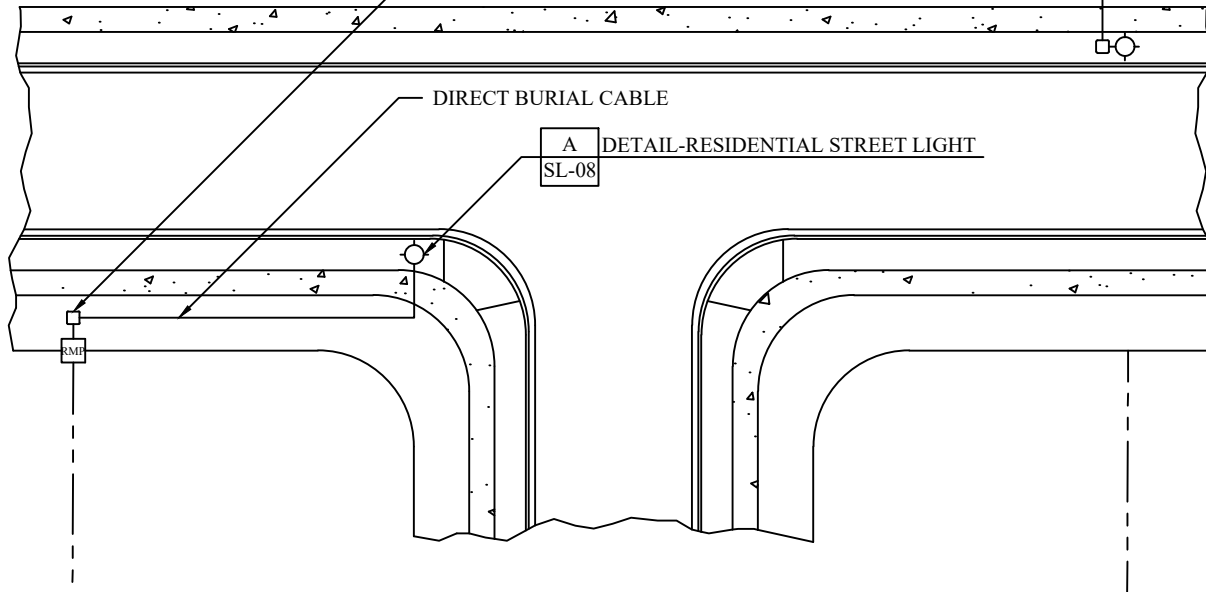 DIRECT BURIAL CABLE
A DETAIL-RESIDENTIAL STREET LIGHT
SL-08
RMP